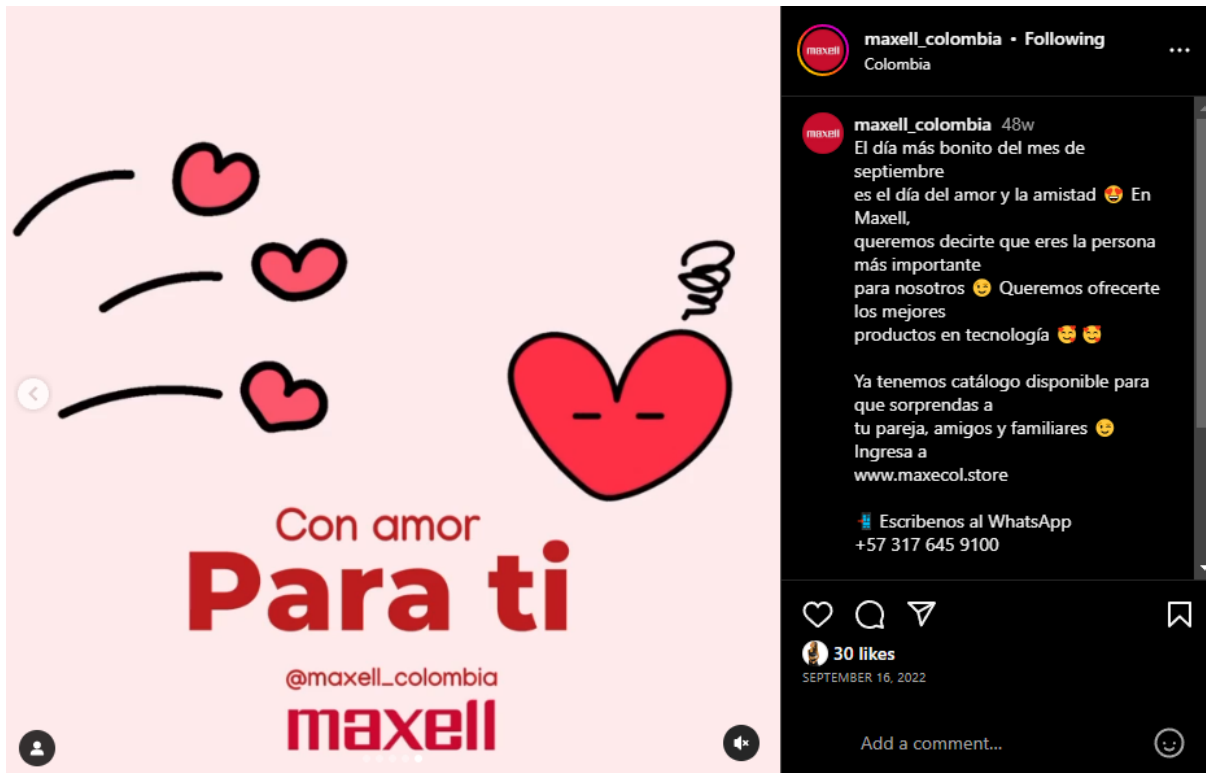 Con amor
Para ti
@maxell_colombia
maxell
maxell
maxell_colombia • Following
Colombia
maxell
maxell_colombia 48w
El día más bonito del mes de
septiembre
es el día del amor y la amistad 😍 En
Maxell,
queremos decirte que eres la persona
más importante
para nosotros 😉 Queremos ofrecerte
los mejores
productos en tecnología 🥰 🥰
Ya tenemos catálogo disponible para
que sorprendas a
tu pareja, amigos y familiares 😉
Ingresa a
www.maxecol.store
📲 Escribenos al WhatsApp
+57 317 645 9100
30 likes
SEPTEMBER 16, 2022
Add a comment...